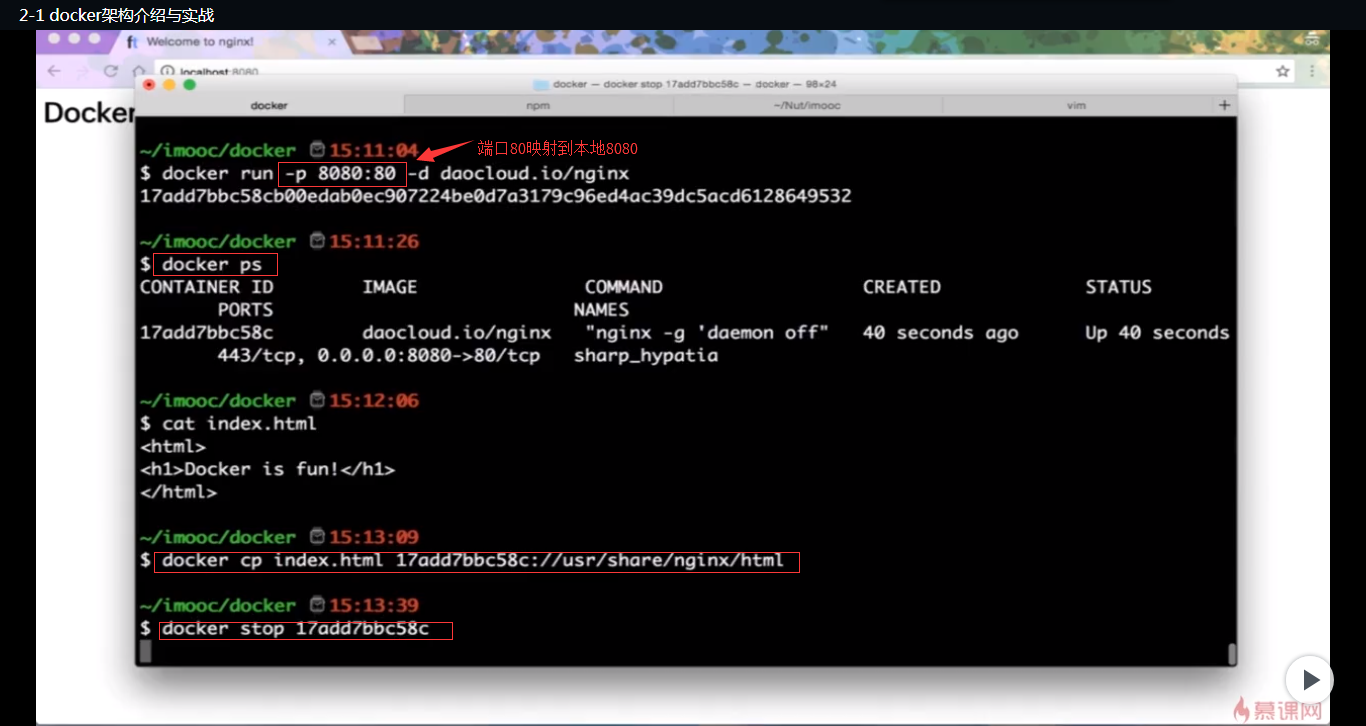 2-1 docker架构介绍与实战
Welcome to nginx!
localhost:8080
Docker
docker — docker stop 17add7bbc58c — docker — 98×24
docker npm ~/Nut/imooc vim
~/imooc/docker 15:11:04
端口80映射到本地8080
$ docker run -p 8080:80 -d daocloud.io/nginx
17add7bbc58cb00edab0ec907224be0d7a3179c96ed4ac39dc5acd6128649532
~/imooc/docker 15:11:26
$ docker ps
CONTAINER ID IMAGE COMMAND CREATED STATUS
PORTS NAMES
17add7bbc58c daocloud.io/nginx "nginx -g 'daemon off" 40 seconds ago Up 40 seconds
443/tcp, 0.0.0.0:8080->80/tcp sharp_hypatia
~/imooc/docker 15:12:06
$ cat index.html
<html>
<h1>Docker is fun!</h1>
</html>
~/imooc/docker 15:13:09
$ docker cp index.html 17add7bbc58c://usr/share/nginx/html
~/imooc/docker 15:13:39
$ docker stop 17add7bbc58c
慕课网